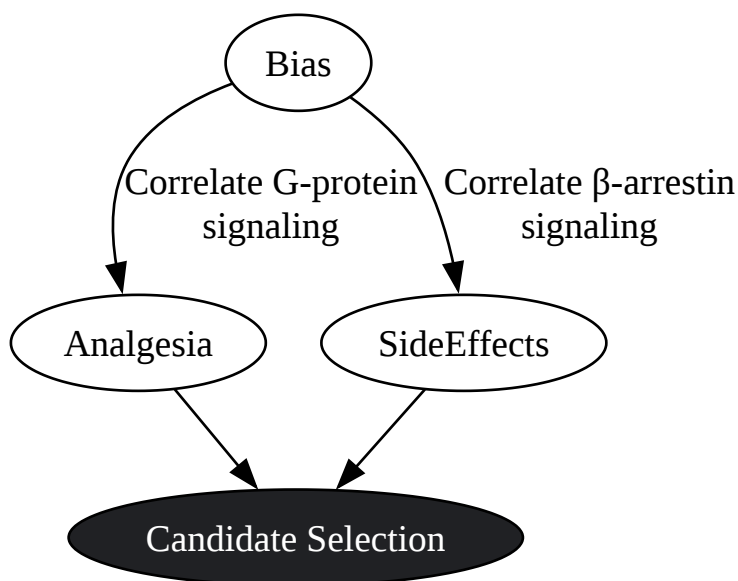 Bias
Correlate G-protein
signaling
Correlate β-arrestin
signaling
Analgesia
SideEffects
Candidate Selection